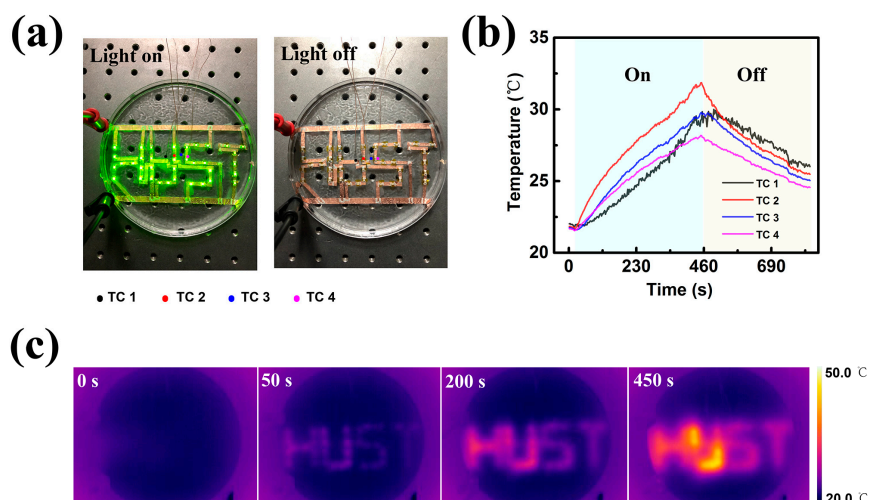 (a)
Light on
Light off
TC 1 TC 2 TC 3 TC 4
(b)
35
30
25
20
Temperature (℃)
On Off
TC 1
TC 2
TC 3
TC 4
0 230 460 690
Time (s)
(c)
0 s 50 s 200 s 450 s
HUST HUST HUST
50.0 ℃
20.0 ℃